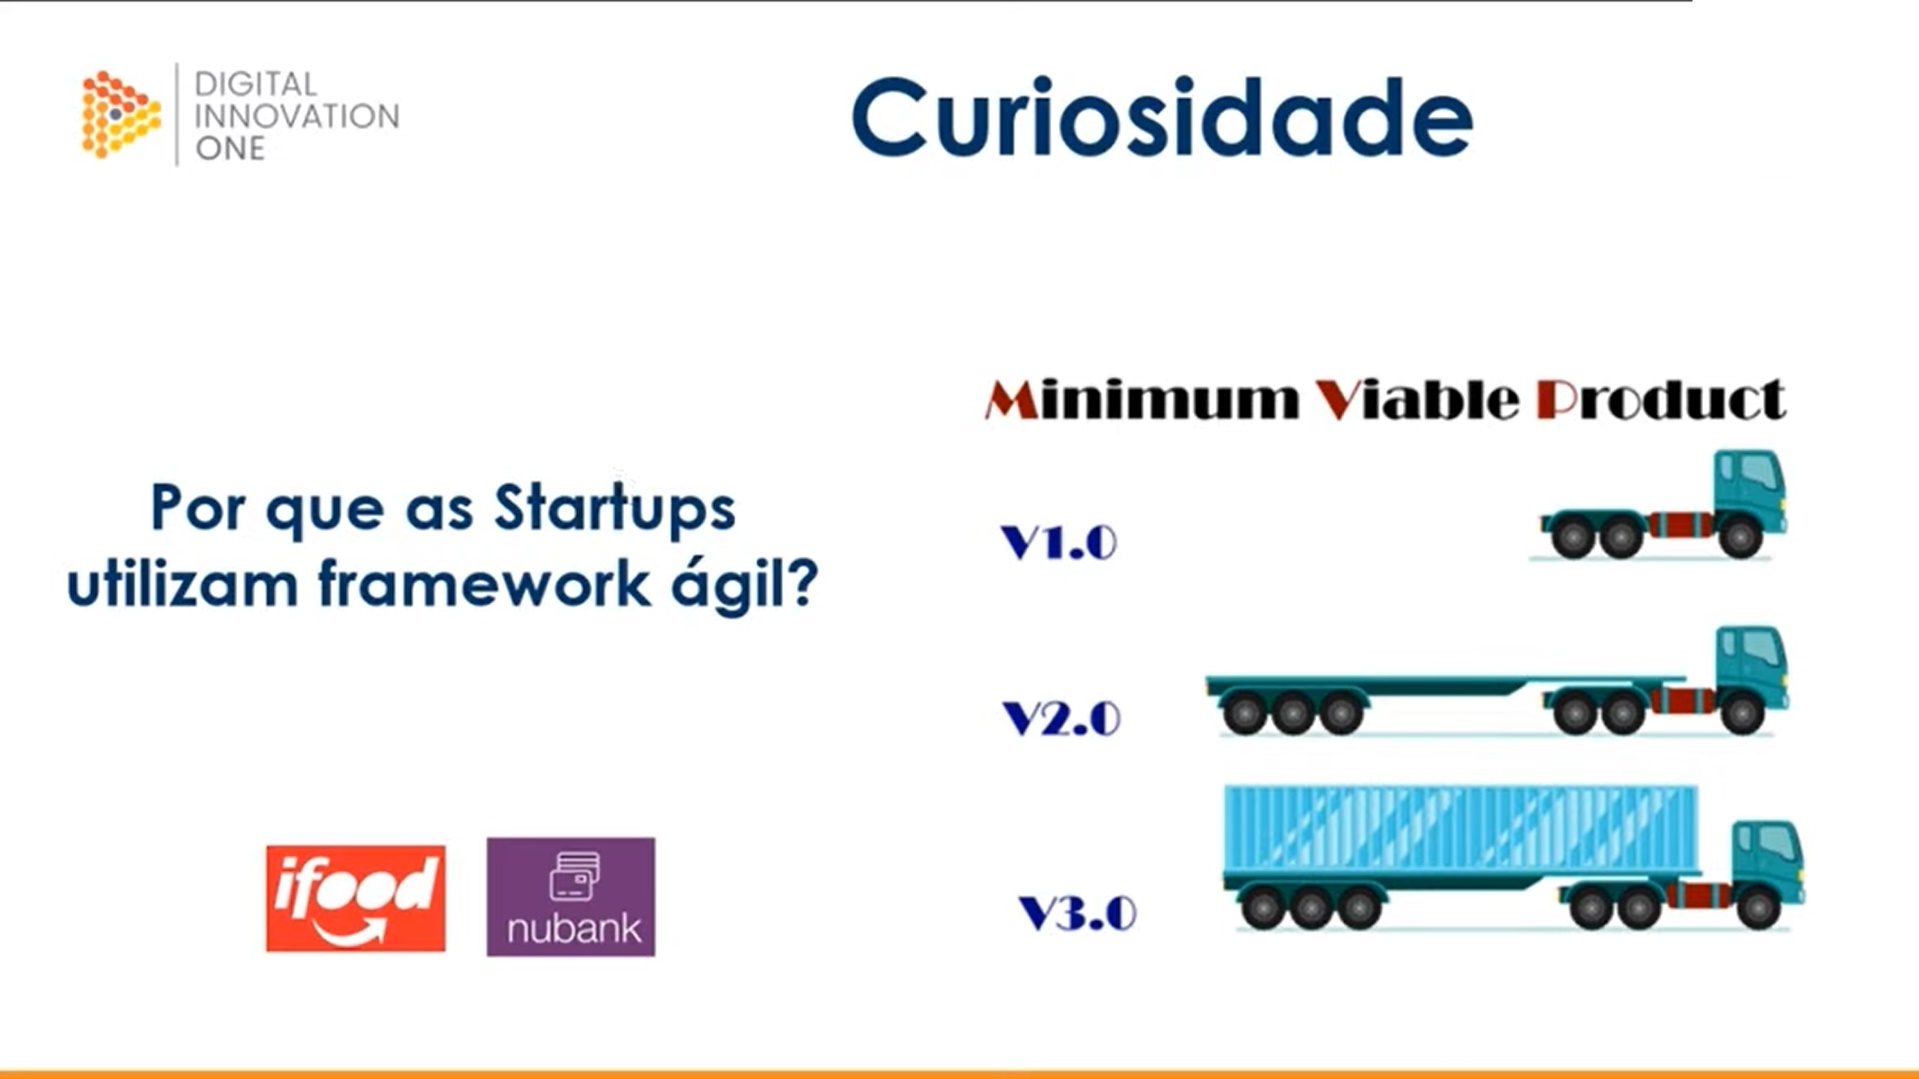 DIGITAL
INNOVATION
ONE
Curiosidade
Por que as Startups
utilizam framework ágil?
ifood
nubank
Minimum Viable Product
V1.0
V2.0
V3.0